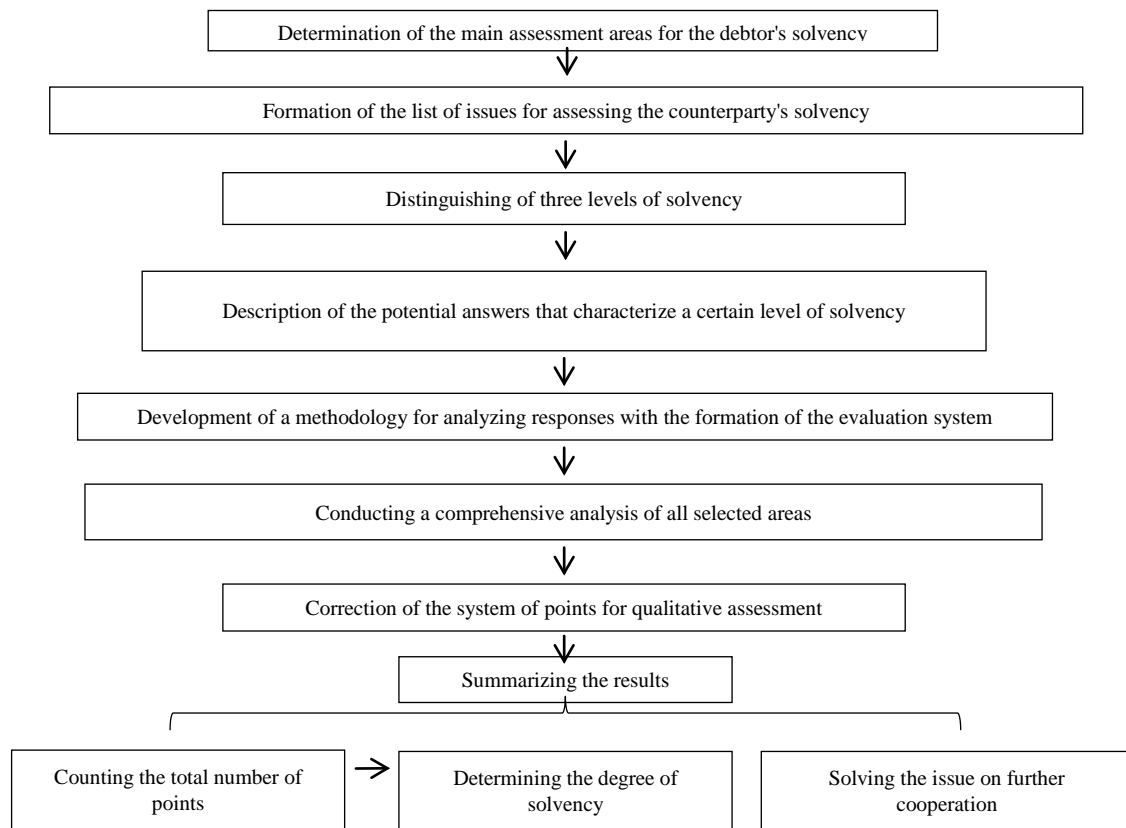 Determination of the main assessment areas for the debtor's solvency
Formation of the list of issues for assessing the counterparty's solvency
Distinguishing of three levels of solvency
Description of the potential answers that characterize a certain level of solvency
Development of a methodology for analyzing responses with the formation of the evaluation system
Conducting a comprehensive analysis of all selected areas
Correction of the system of points for qualitative assessment
Summarizing the results
Counting the total number of
points
Determining the degree of
solvency
Solving the issue on further
cooperation